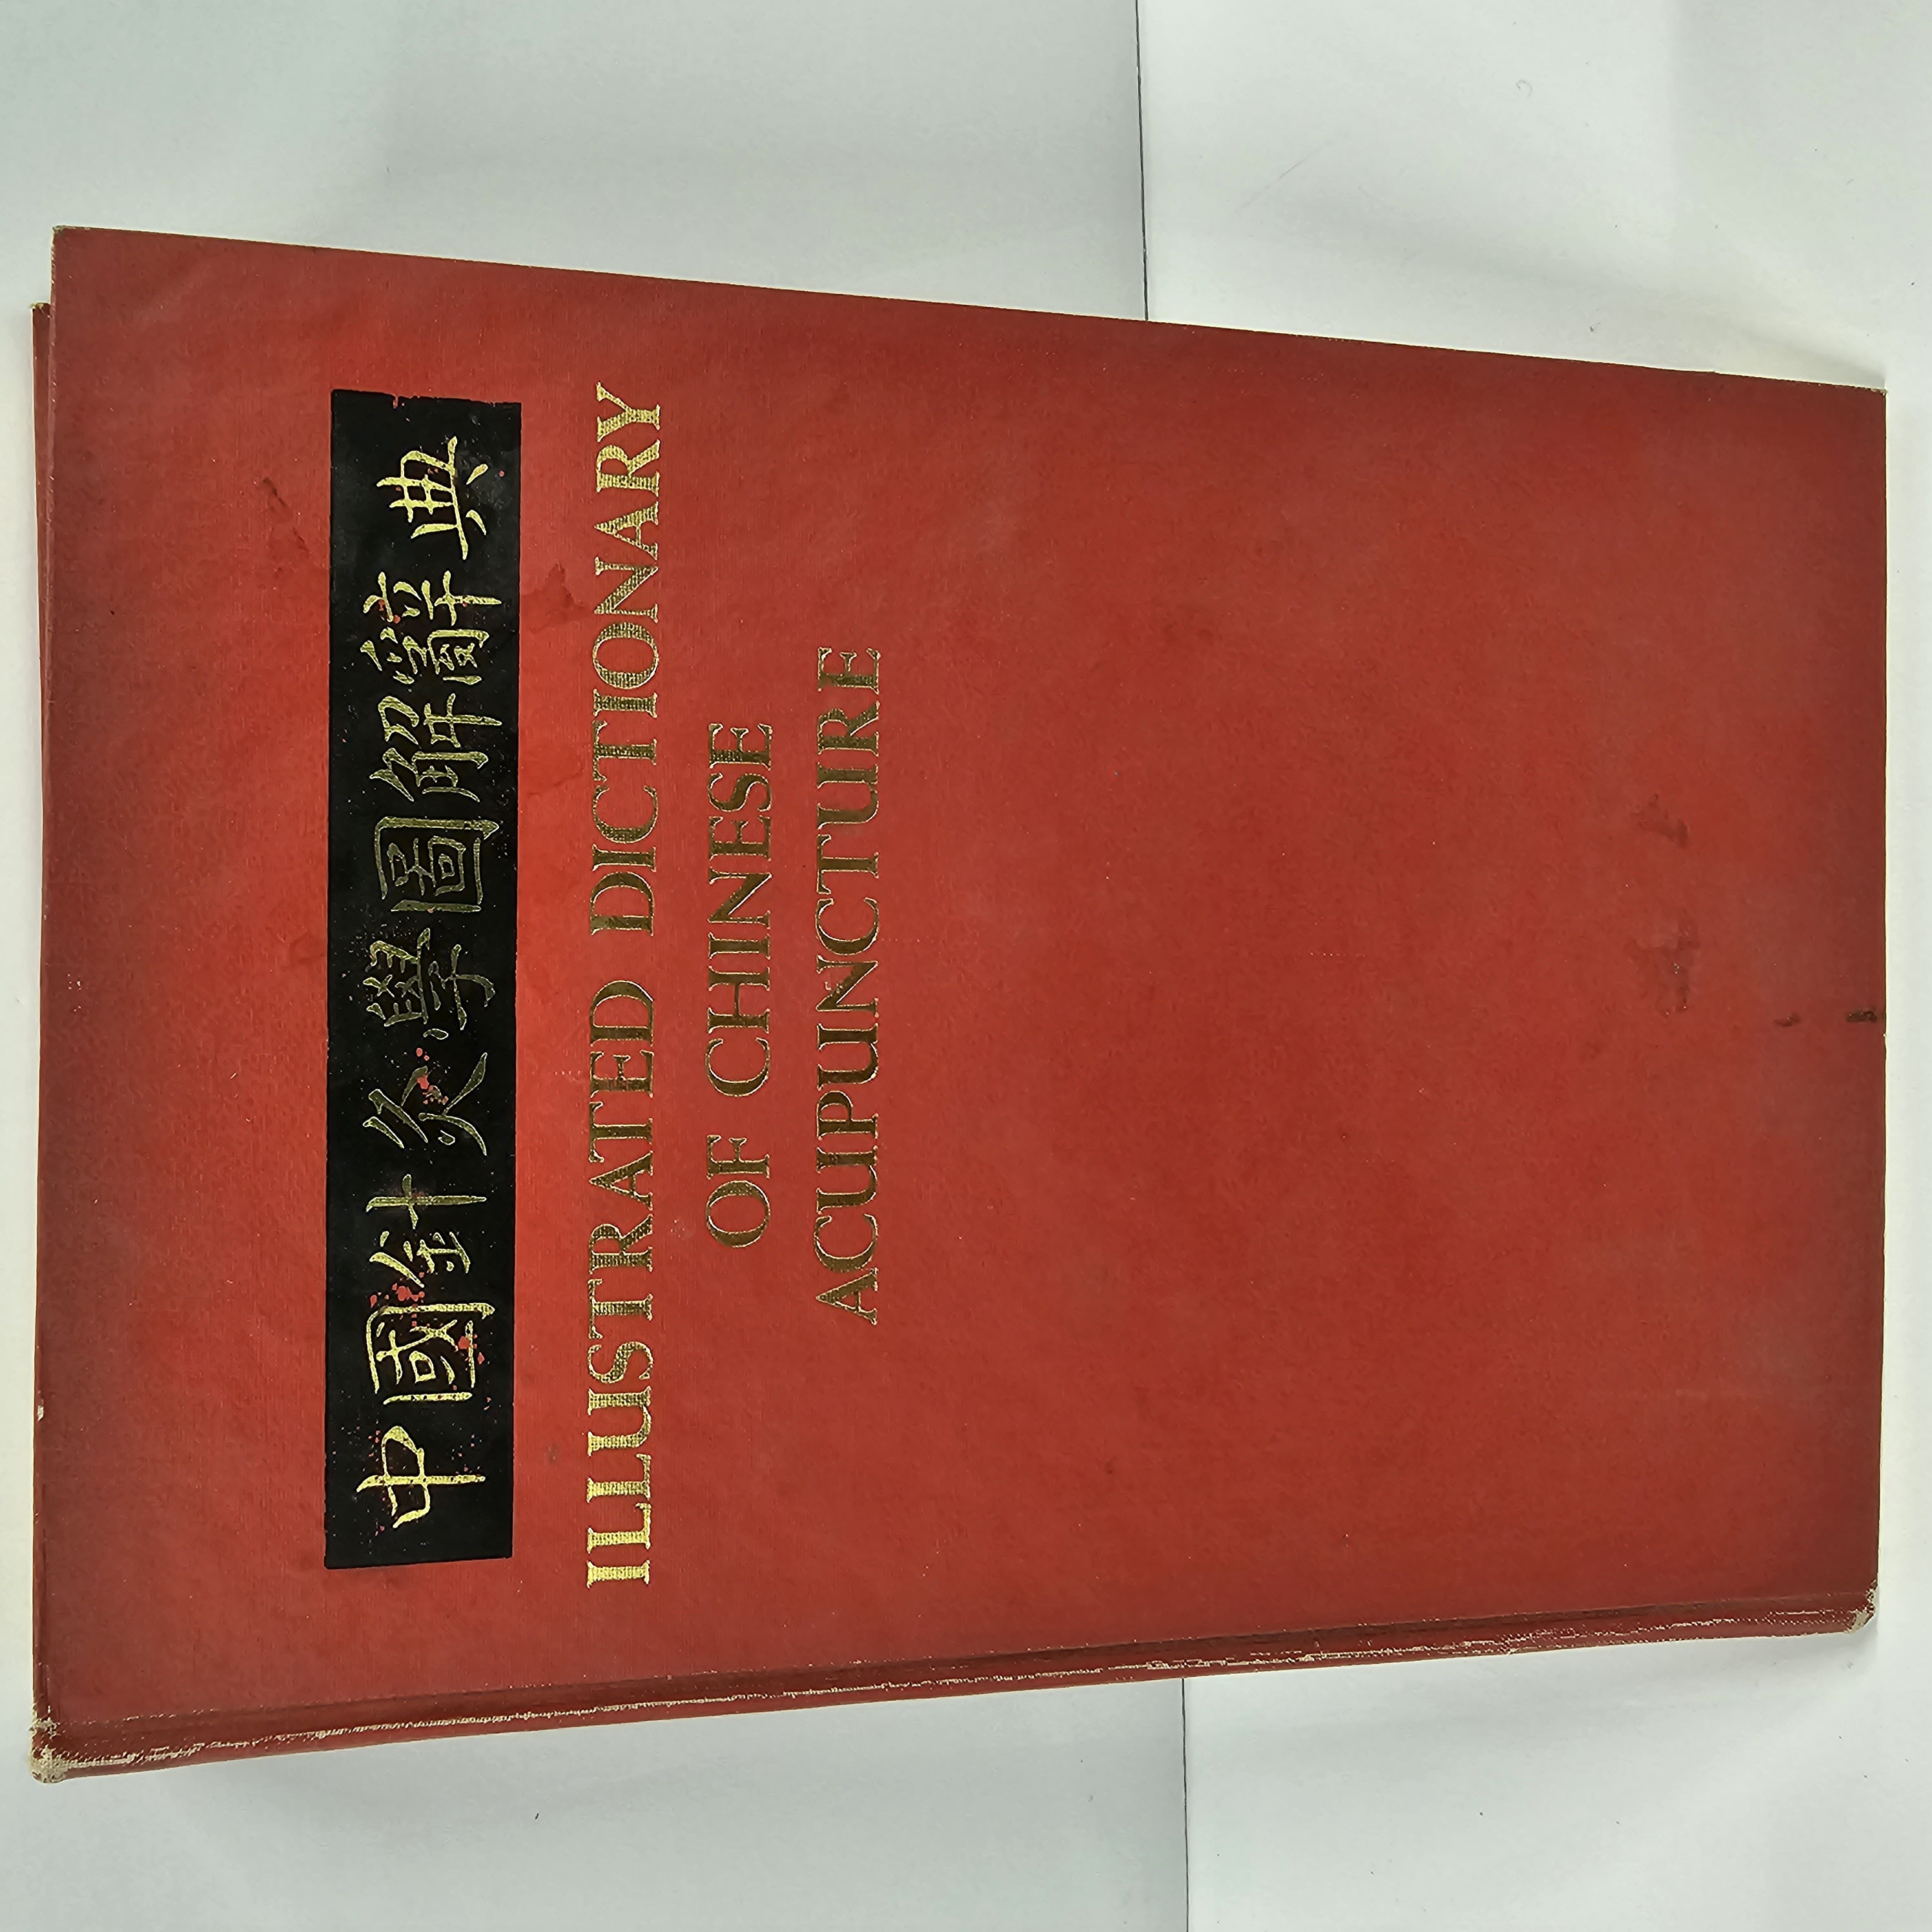 中國針灸學圖解辭典
ILLUSTRATED DICTIONARY
OF CHINESE
ACUPUNCTURE